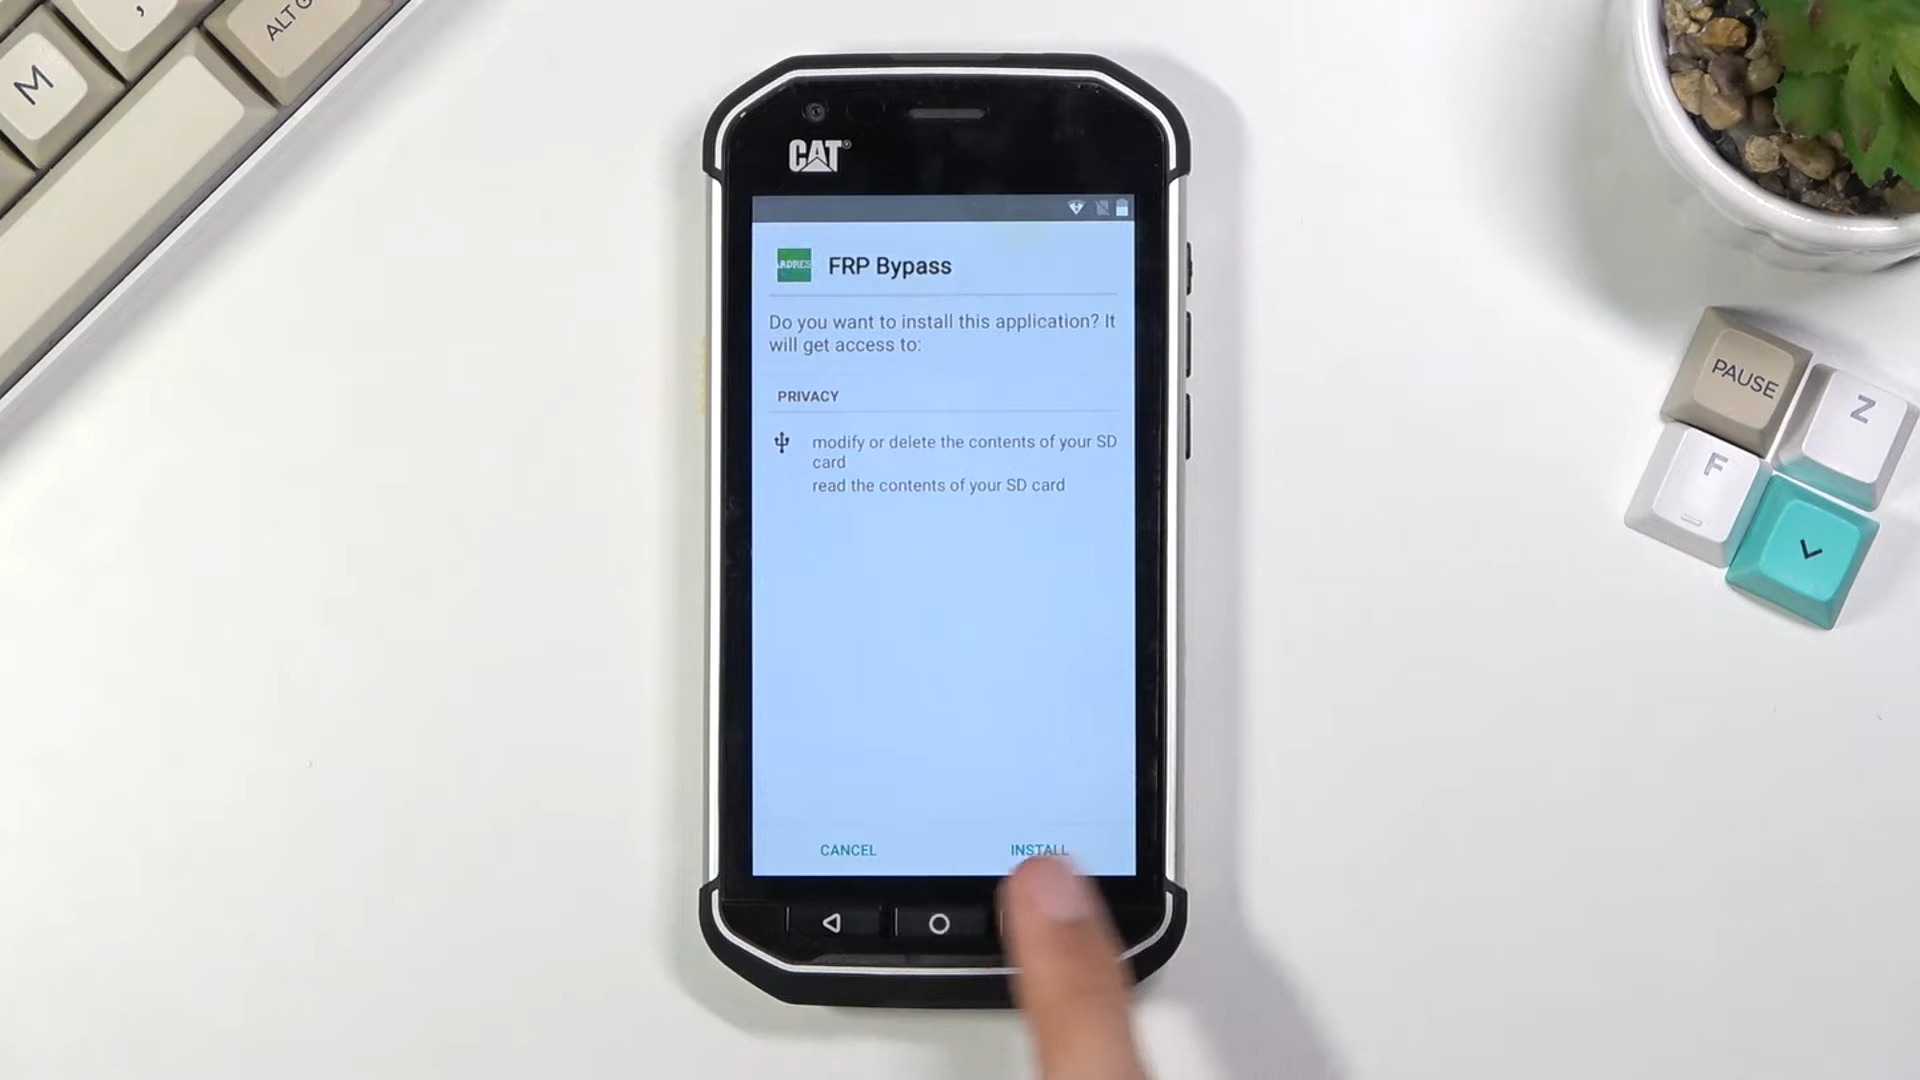 ,
M
ALT G
CAT®
ARDRES
FRP Bypass
Do you want to install this application? It
will get access to:
PRIVACY
modify or delete the contents of your SD
card
read the contents of your SD card
CANCEL
INSTALL
PAUSE
Z
F